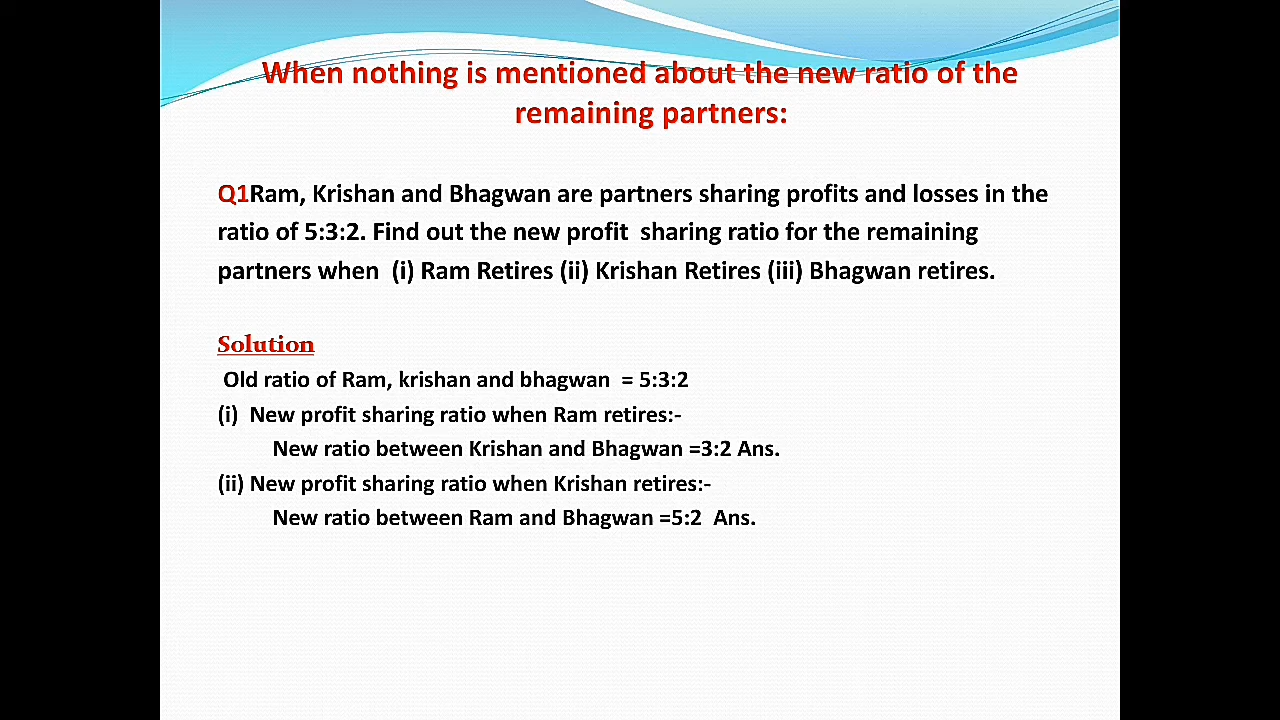 When nothing is mentioned about the new ratio of the
remaining partners:
Q1Ram, Krishan and Bhagwan are partners sharing profits and losses in the
ratio of 5:3:2. Find out the new profit sharing ratio for the remaining
partners when (i) Ram Retires (ii) Krishan Retires (iii) Bhagwan retires.
Solution
Old ratio of Ram, krishan and bhagwan = 5:3:2
(i) New profit sharing ratio when Ram retires:-
New ratio between Krishan and Bhagwan =3:2 Ans.
(ii) New profit sharing ratio when Krishan retires:-
New ratio between Ram and Bhagwan =5:2 Ans.